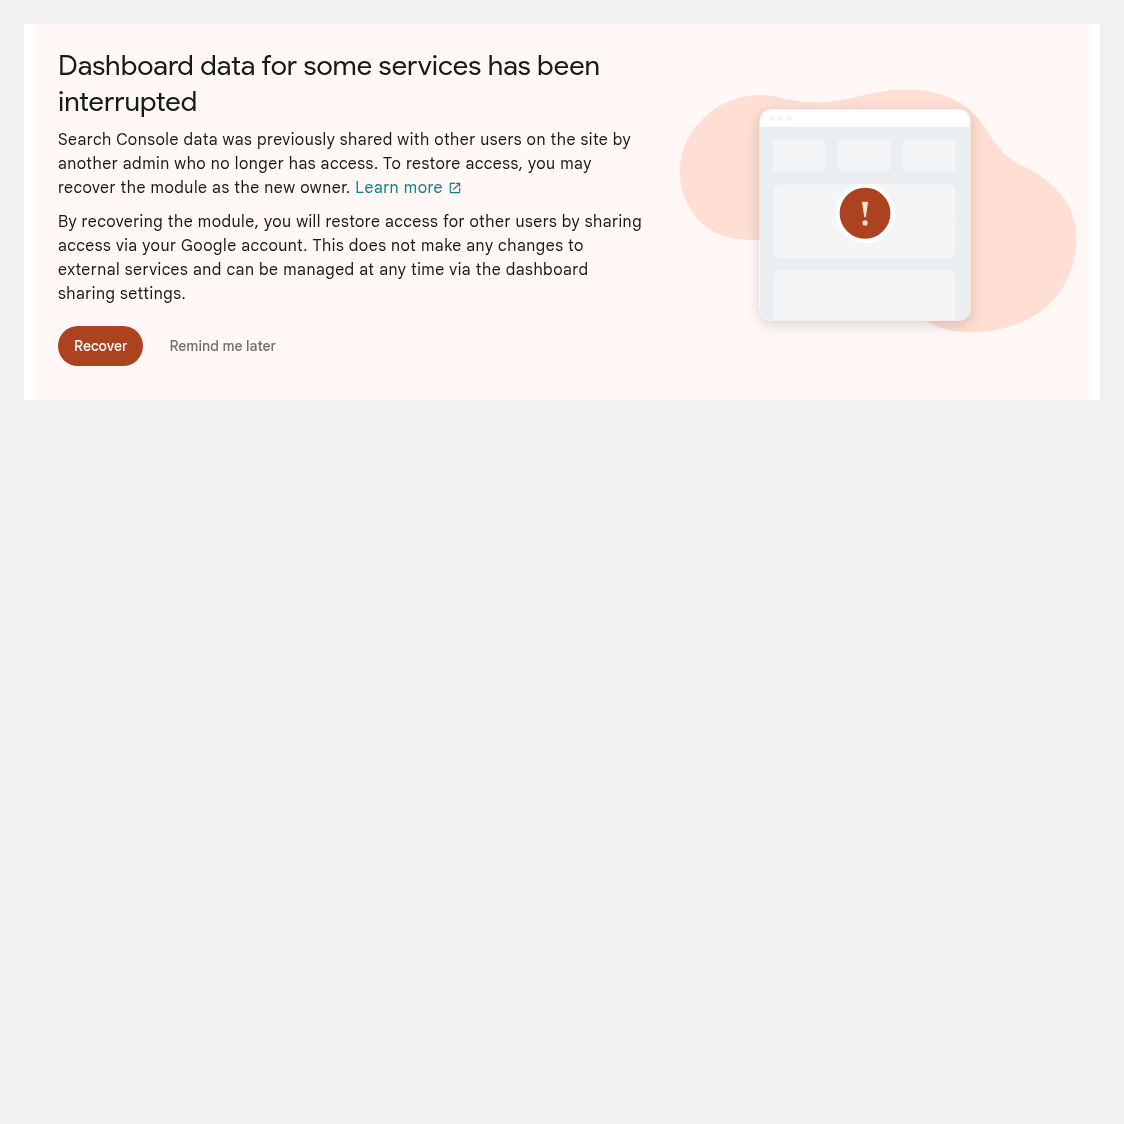 Dashboard data for some services has been
interrupted
Search Console data was previously shared with other users on the site by
another admin who no longer has access. To restore access, you may
recover the module as the new owner. Learn more
By recovering the module, you will restore access for other users by sharing
access via your Google account. This does not make any changes to
external services and can be managed at any time via the dashboard
sharing settings.
Recover Remind me later